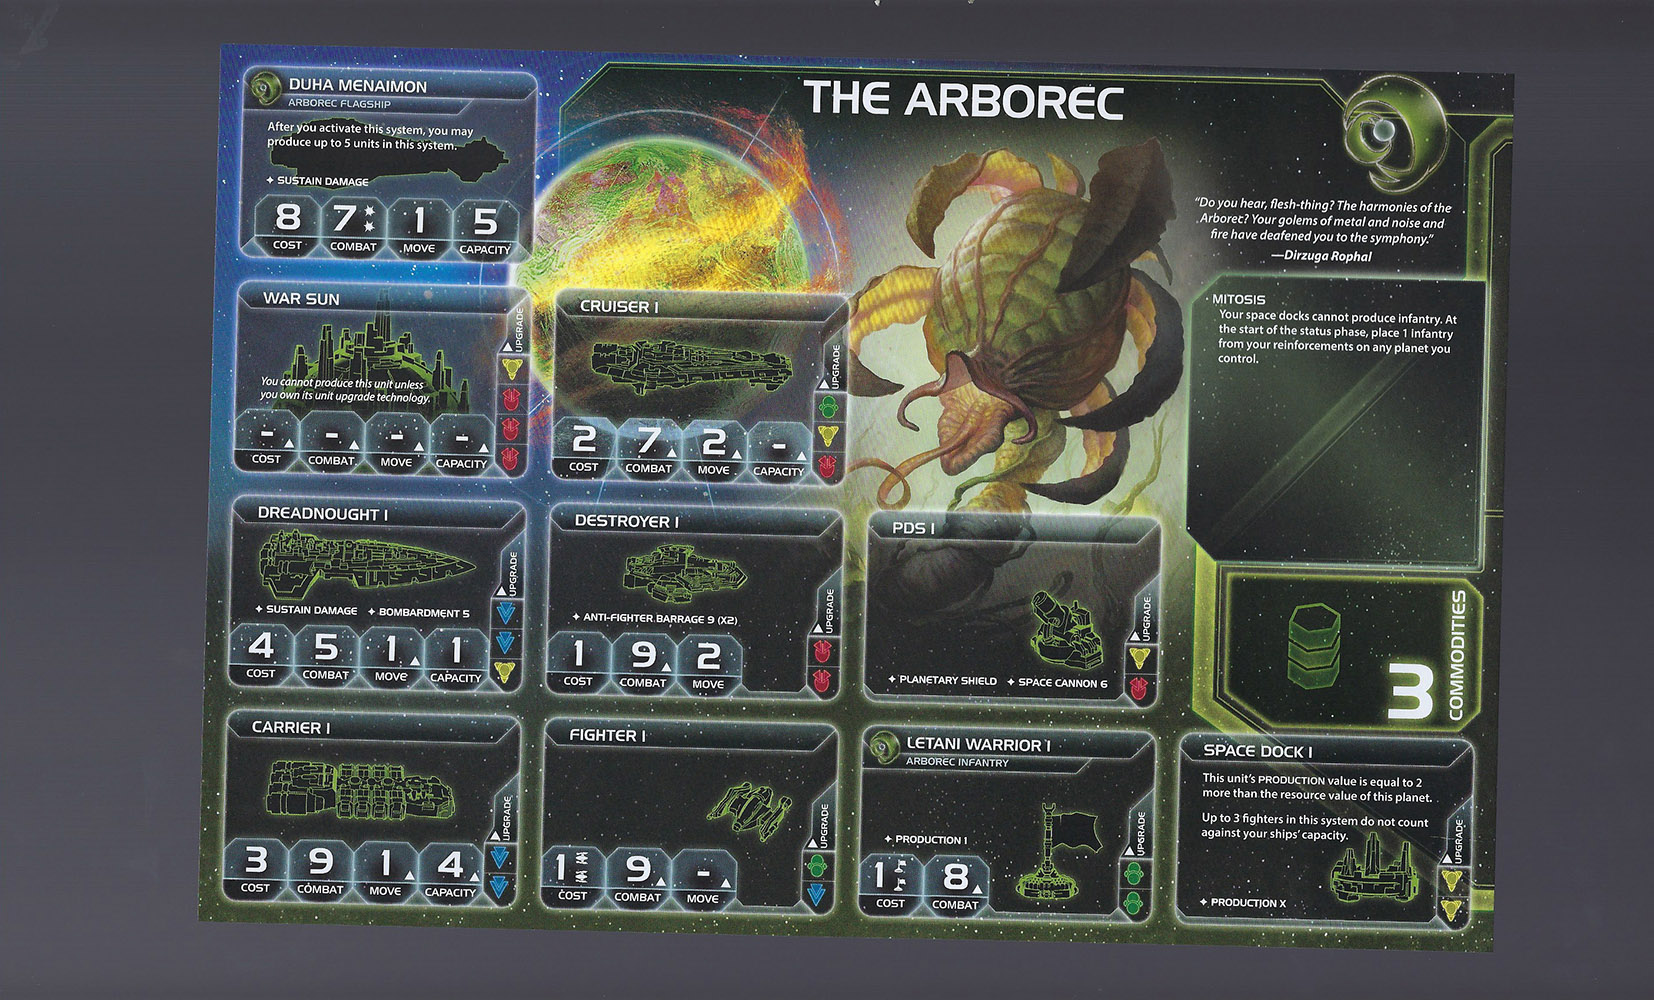 THE ARBOREC
DUHA MENAIMON
ARBOREC FLAGSHIP
After you activate this system, you may
produce up to 5 units in this system.
SUSTAIN DAMAGE
8 7 1 5
COST COMBAT MOVE CAPACITY
"Do you hear, flesh-thing? The harmonies of the
Arborec? Your golems of metal and noise and
fire have deafened you to the symphony."
—Dirzuga Rophal
WAR SUN
UPGRADE
You cannot produce this unit unless
you own its unit upgrade technology.
- - - -
COST COMBAT MOVE CAPACITY
CRUISER I
UPGRADE
2 7 2 -
COST COMBAT MOVE CAPACITY
MITOSIS
Your space docks cannot produce infantry. At
the start of the status phase, place 1 infantry
from your reinforcements on any planet you
control.
DREADNOUGHT I
UPGRADE
SUSTAIN DAMAGE BOMBARDMENT 5
4 5 1 1
COST COMBAT MOVE CAPACITY
DESTROYER I
UPGRADE
ANTI-FIGHTER BARRAGE 9 (X2)
1 9 2
COST COMBAT MOVE
PDS I
UPGRADE
PLANETARY SHIELD SPACE CANNON 6
3
COMMODITIES
CARRIER I
UPGRADE
3 9 1 4
COST COMBAT MOVE CAPACITY
FIGHTER I
UPGRADE
1 9 -
COST COMBAT MOVE
LETANI WARRIOR I
ARBOREC INFANTRY
UPGRADE
PRODUCTION 1
1 8
COST COMBAT
SPACE DOCK I
This unit's PRODUCTION value is equal to 2
more than the resource value of this planet.
Up to 3 fighters in this system do not count
against your ships' capacity.
UPGRADE
PRODUCTION X